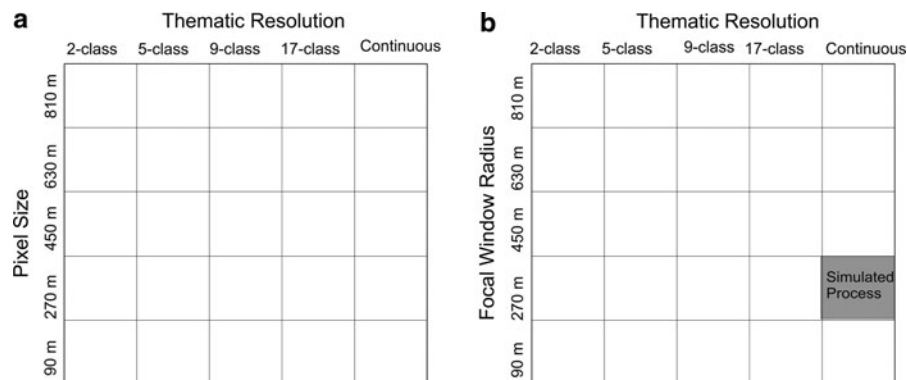 a
Thematic Resolution
2-class 5-class 9-class 17-class Continuous
Pixel Size
810 m
630 m
450 m
270 m
90 m
b
Thematic Resolution
2-class 5-class 9-class 17-class Continuous
Focal Window Radius
810 m
630 m
450 m
270 m
90 m
Simulated
Process